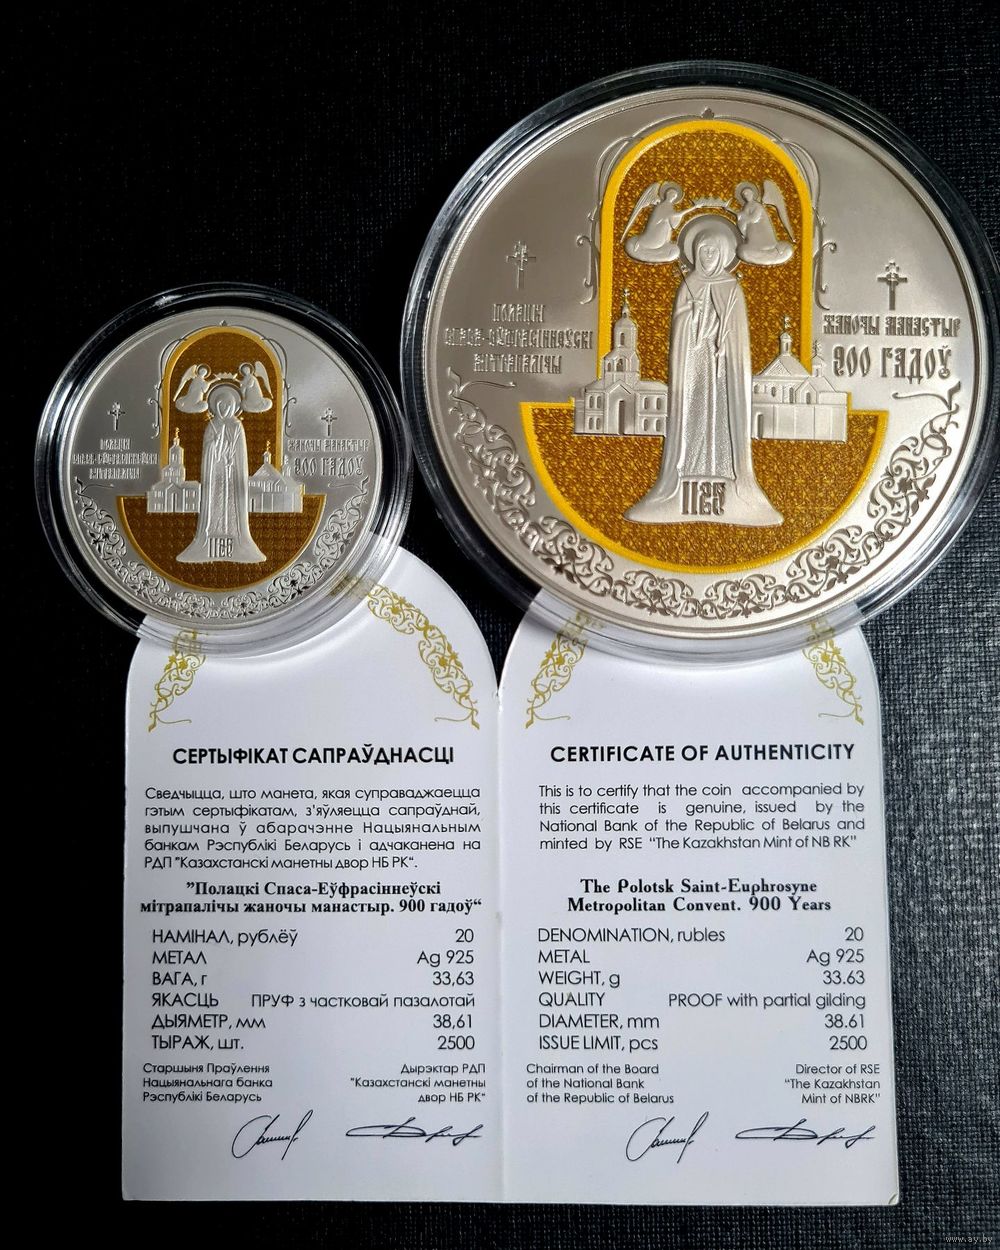 ПОЛАЦКІ
СПАСА-ЕЎФРАСІННЕЎСКІ
МІТРАПАЛІЧЫ
ЖАНОЧЫ МАНАСТЫР
900 ГАДОЎ
1125
ПОЛАЦКІ
СПАСА-ЕЎФРАСІННЕЎСКІ
МІТРАПАЛІЧЫ
ЖАНОЧЫ МАНАСТЫР
900 ГАДОЎ
1125
СЕРТЫФІКАТ САПРАЎДНАСЦІ
Сведчыцца, што манета, якая суправаджаецца
гэтым сертыфікатам, з'яўляецца сапраўднай,
выпушчана ў абарачэнне Нацыянальным
банкам Рэспублікі Беларусь і адчаканена на
РДП "Казахстанскі манетны двор НБ РК“.
"Полацкі Спаса-Еўфрасіннеўскі
мітрапалічы жаночы манастыр. 900 гадоў“
НАМІНАЛ, рублёў 20
МЕТАЛ Ag 925
ВАГА, г 33,63
ЯКАСЦЬ ПРУФ з частковай пазалотай
ДЫЯМЕТР, мм 38,61
ТЫРАЖ, шт. 2500
Старшыня Праўлення
Нацыянальнага банка
Рэспублікі Беларусь
Дырэктар РДП
"Казахстанскі манетны
двор НБ РК“
CERTIFICATE OF AUTHENTICITY
This is to certify that the coin accompanied by
this certificate is genuine, issued by the
National Bank of the Republic of Belarus and
minted by RSE “The Kazakhstan Mint of NB RK”
The Polotsk Saint-Euphrosyne
Metropolitan Convent. 900 Years
DENOMINATION, rubles 20
METAL Ag 925
WEIGHT, g 33.63
QUALITY PROOF with partial gilding
DIAMETER, mm 38.61
ISSUE LIMIT, pcs 2500
Chairman of the Board
of the National Bank
of the Republic of Belarus
Director of RSE
“The Kazakhstan
Mint of NBRK”
www.ay.by